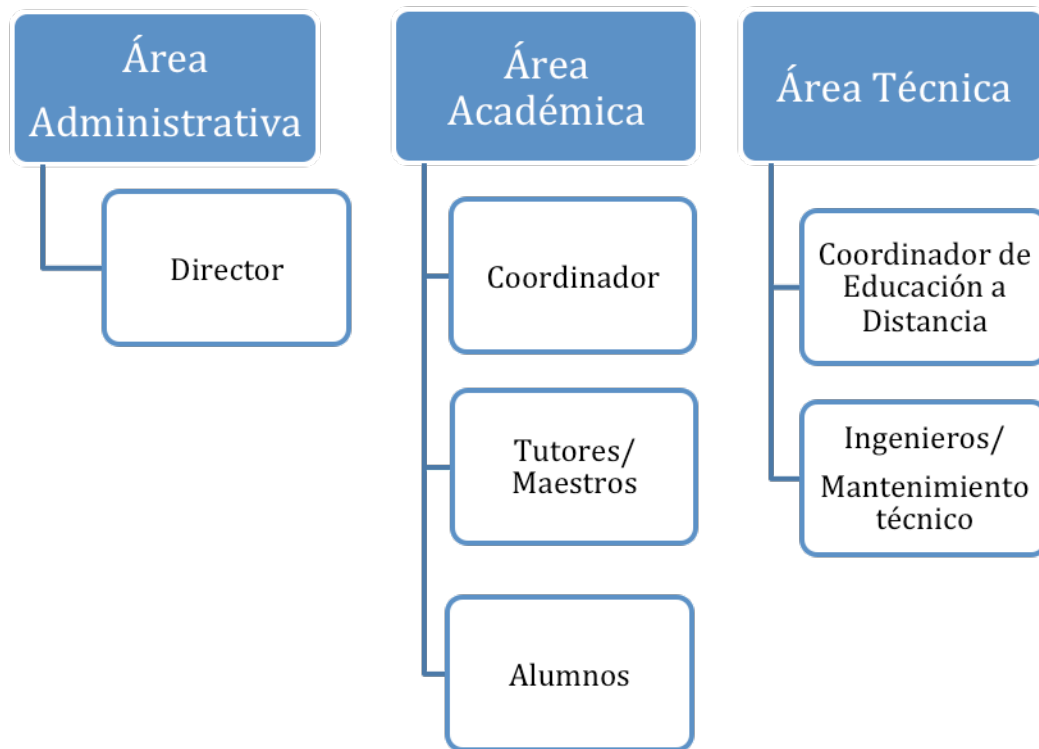 Área
Administrativa
Director
Área
Académica
Coordinador
Tutores/
Maestros
Alumnos
Área Técnica
Coordinador de
Educación a
Distancia
Ingenieros/
Mantenimiento
técnico